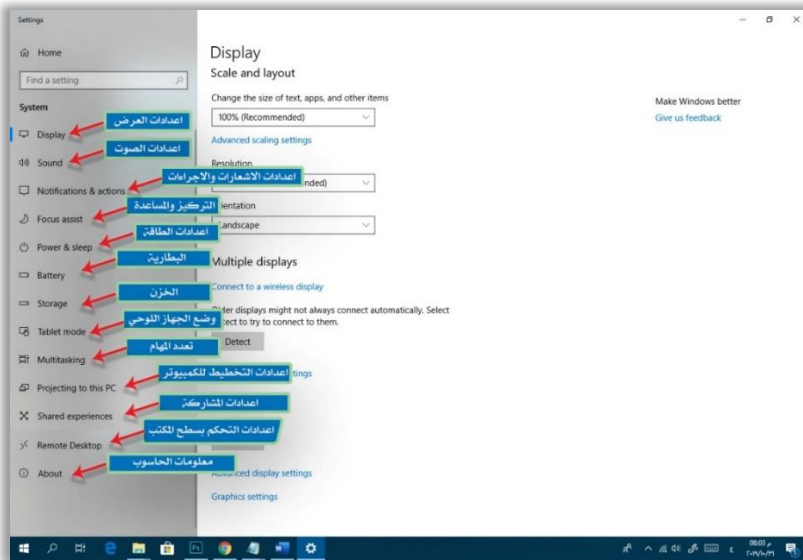 Settings
Home
Find a setting
System
Display
اعدادات العرض
Sound
اعدادات الصوت
Notifications & actions
اعدادات الاشعارات والاجراءات
Focus assist
التركيز والمساعدة
Power & sleep
اعدادات الطاقة
Battery
البطارية
Storage
الخزن
Tablet mode
وضع الجهاز اللوحي
Multitasking
تعدد المهام
Projecting to this PC
اعدادات التخطيط للكمبيوتر
Shared experiences
اعدادات المشاركة
Remote Desktop
اعدادات التحكم بسطح المكتب
About
معلومات الحاسوب
Display
Scale and layout
Change the size of text, apps, and other items
100% (Recommended)
Advanced scaling settings
Resolution
Landscape
Multiple displays
Connect to a wireless display
Older displays might not always connect automatically. Select
to try to connect to them.
Detect
Advanced display settings
Graphics settings
Make Windows better
Give us feedback